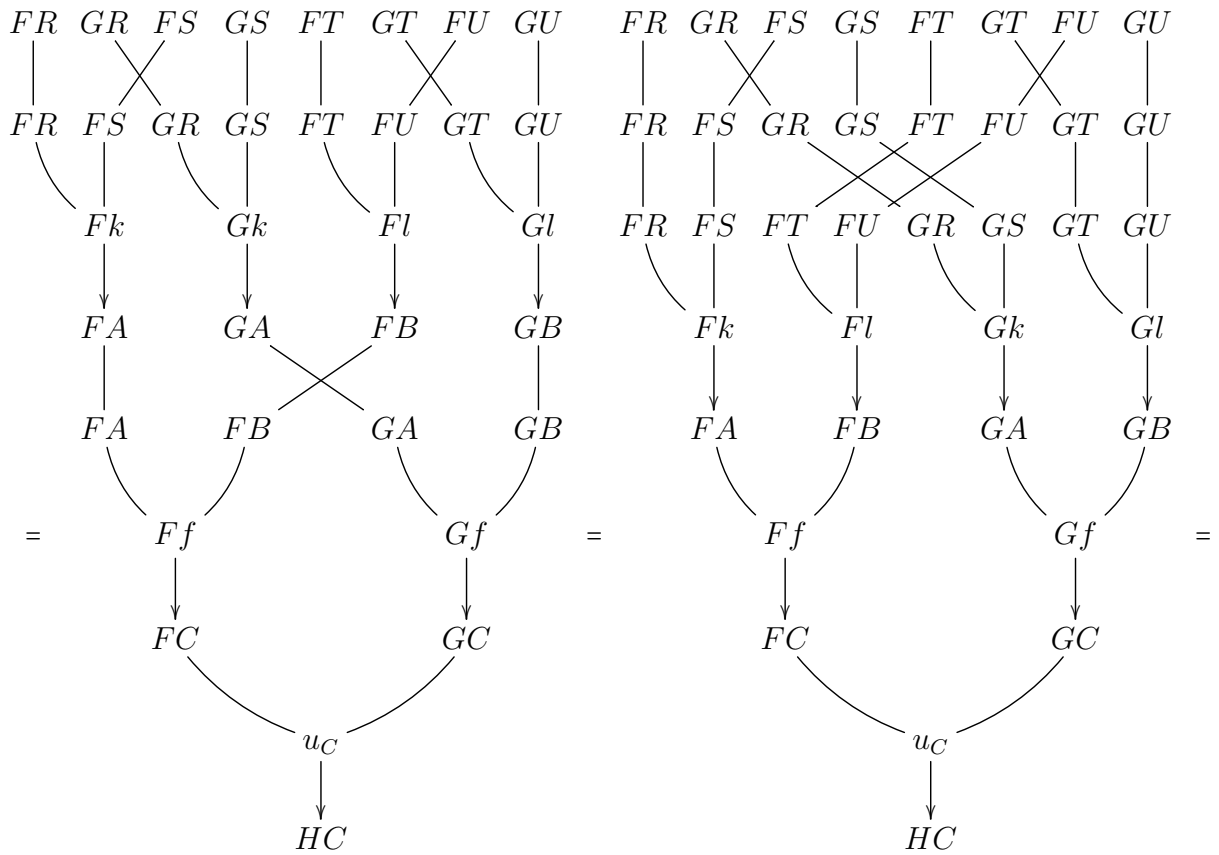 FR GR FS GS FT GT FU GU FR GR FS GS FT GT FU GU
FR FS GR GS FT FU GT GU FR FS GR GS FT FU GT GU
Fk Gk Fl Gl FR FS FT FU GR GS GT GU
FA GA FB GB Fk Fl Gk Gl
FA FB GA GB FA FB GA GB
= Ff Gf = Ff Gf =
FC GC FC GC
u_C u_C
HC HC